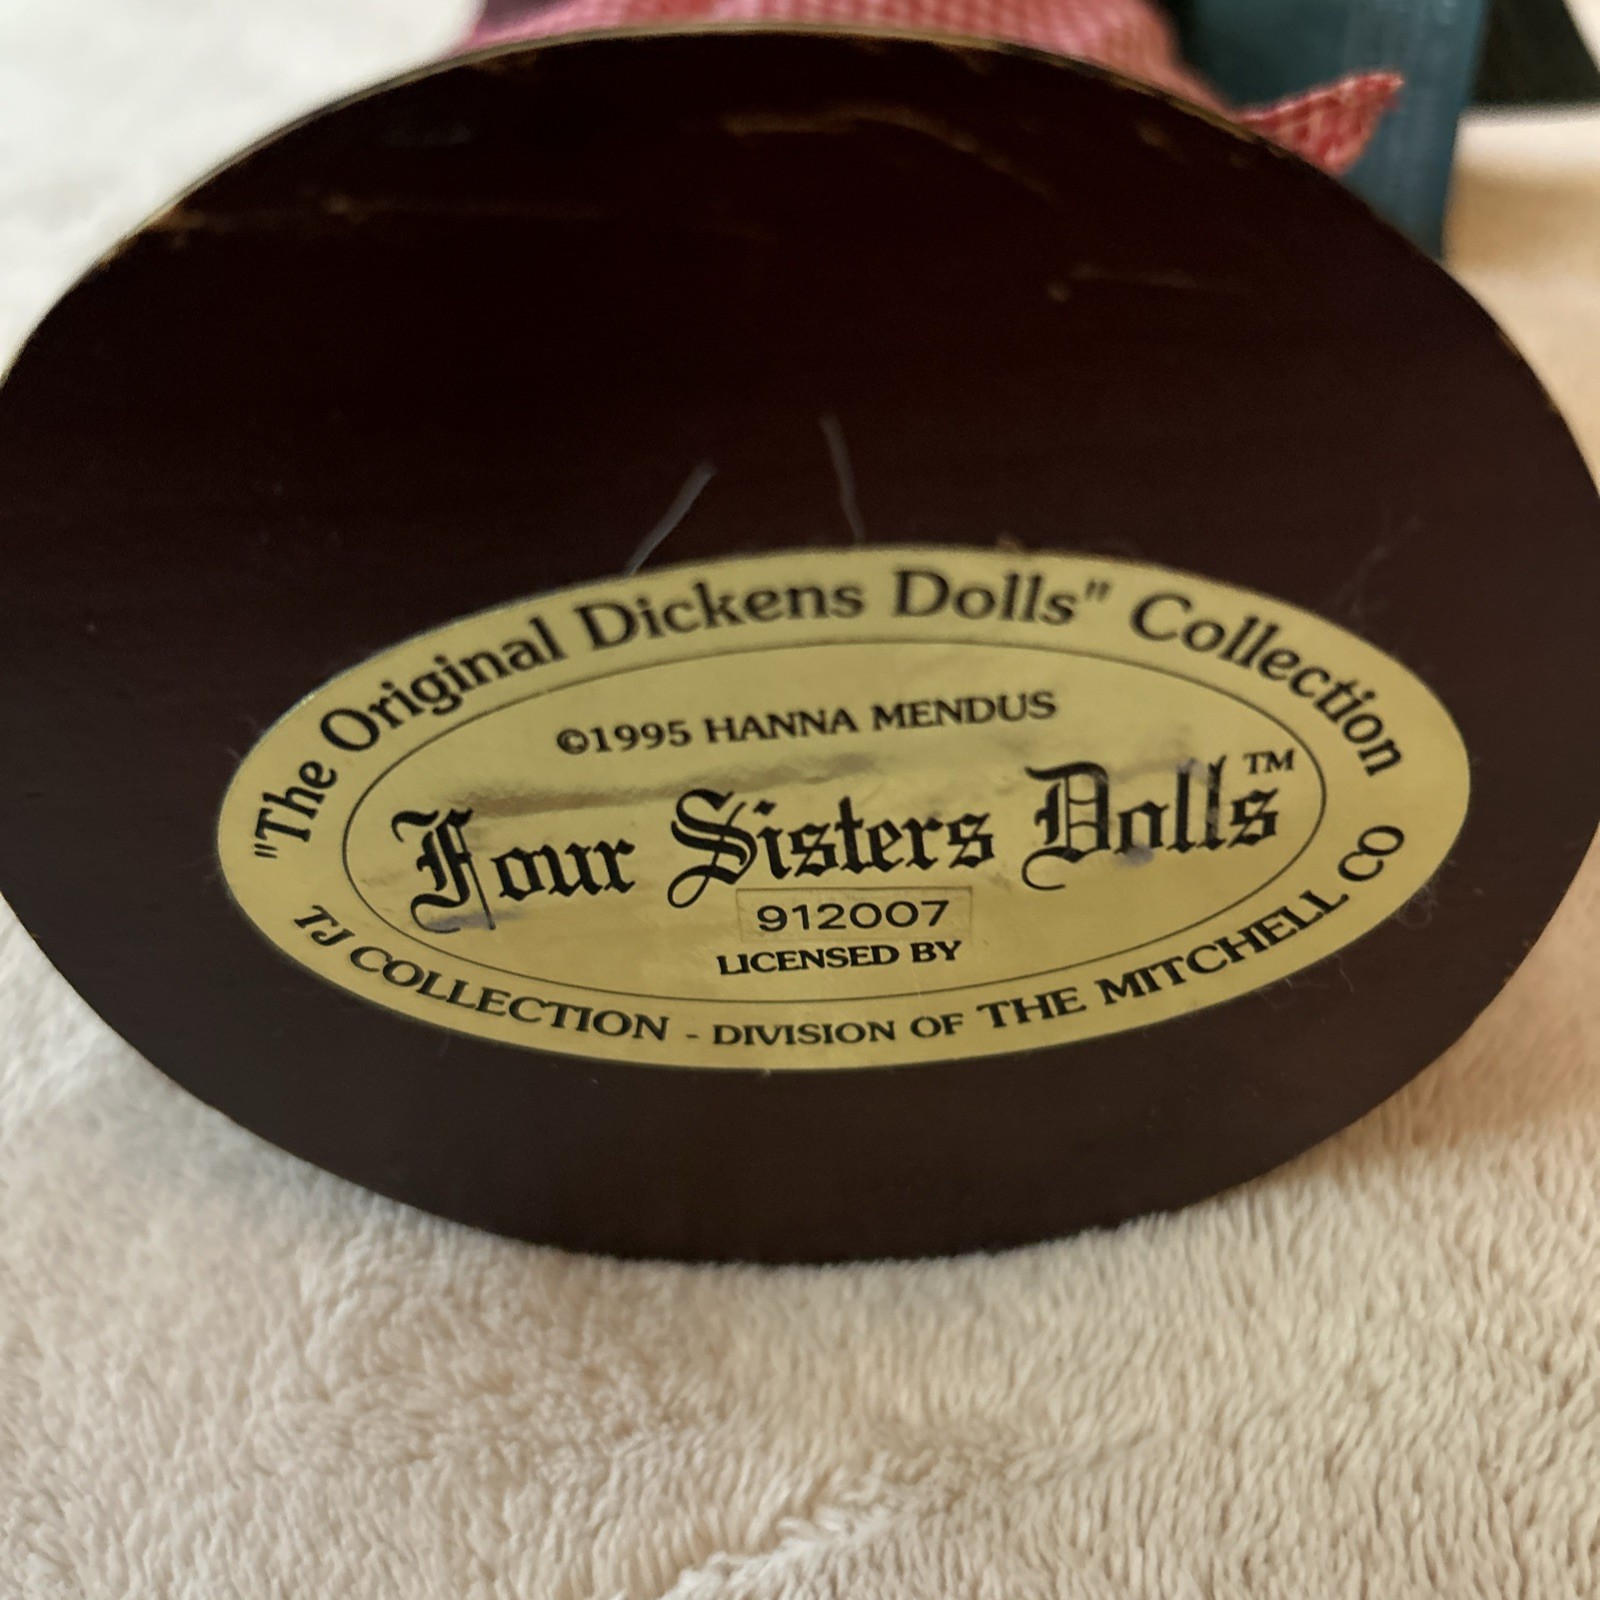 "The Original Dickens Dolls" Collection
©1995 HANNA MENDUS
Four Sisters Dolls™
912007
LICENSED BY
TJ COLLECTION - DIVISION OF THE MITCHELL CO